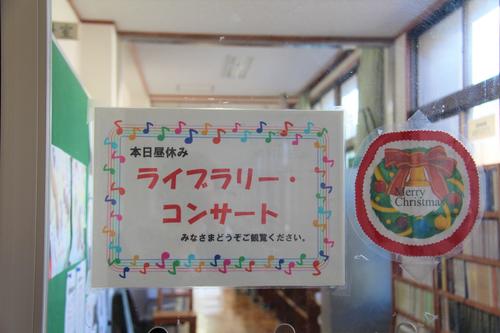 本日昼休み
ライブラリー・
コンサート
みなさまどうぞご観覧ください。
Merry
Christmas